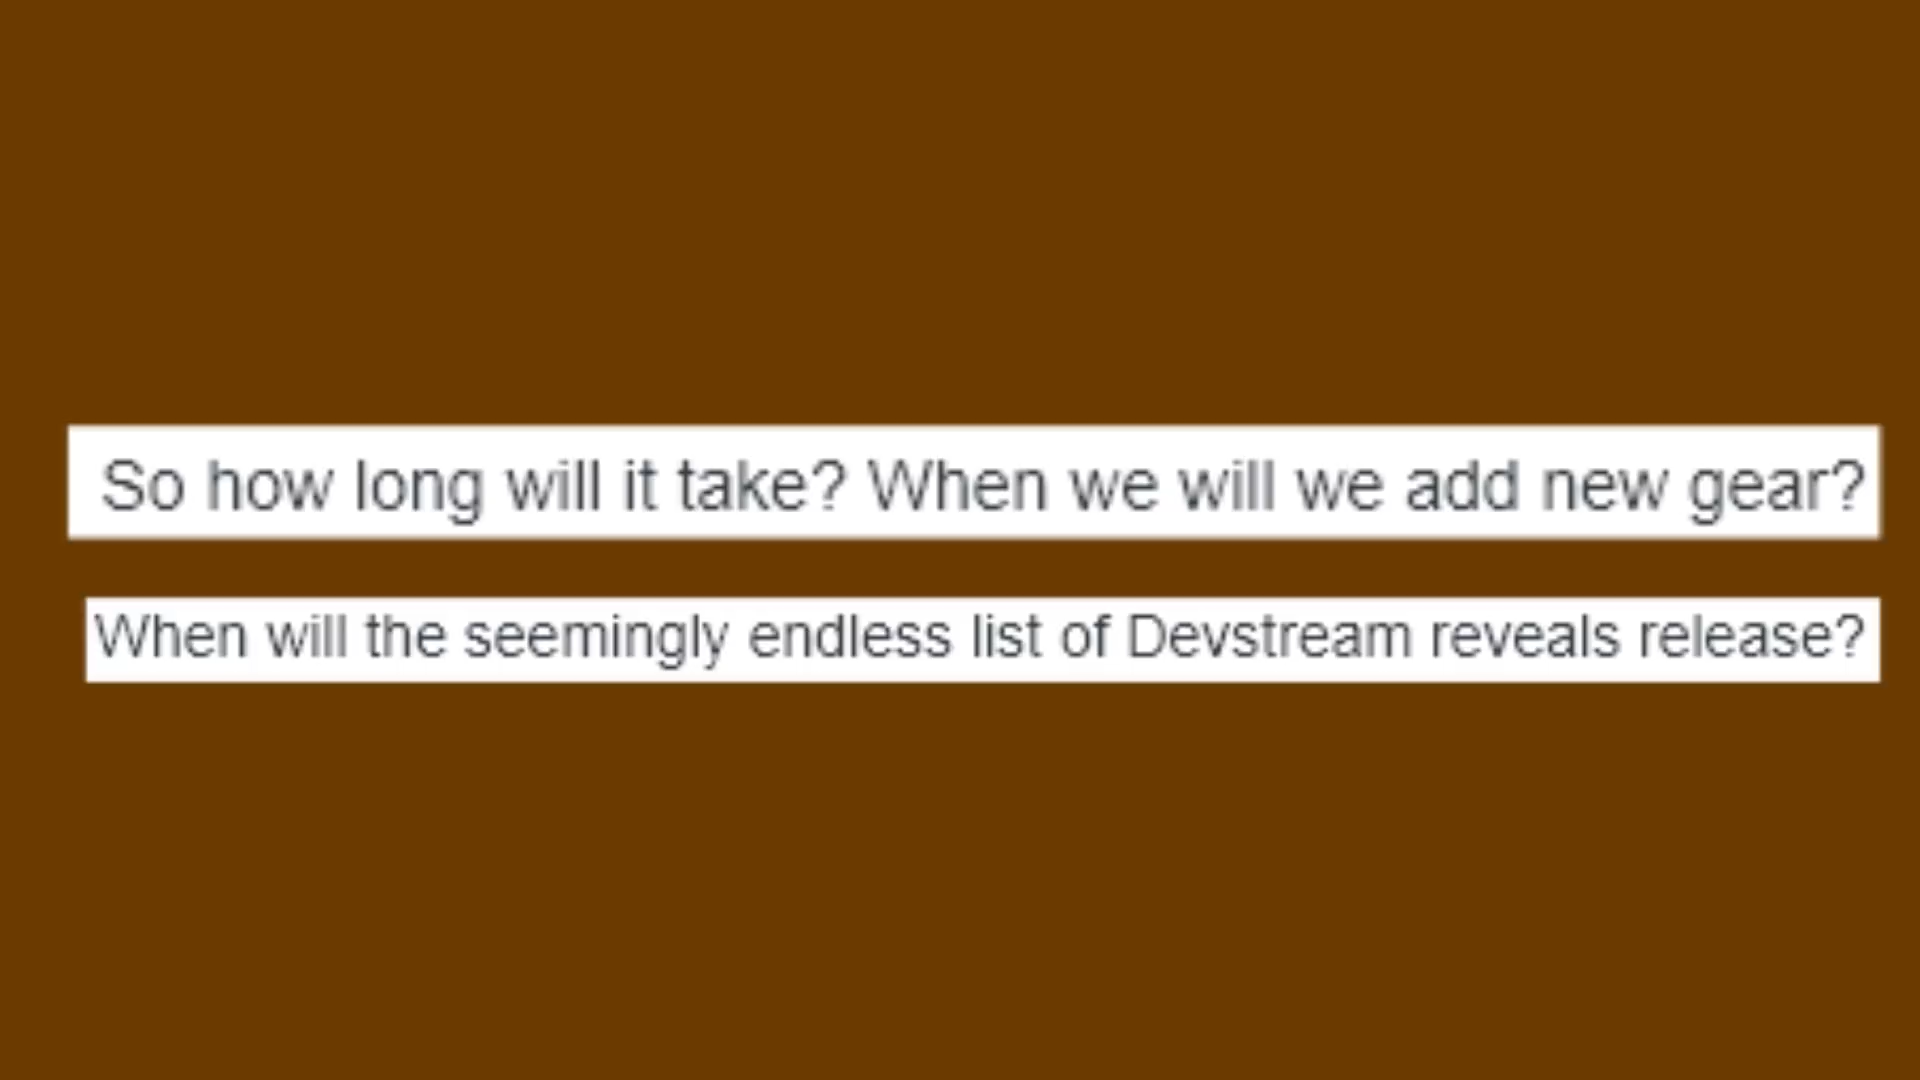 So how long will it take? When we will we add new gear?
When will the seemingly endless list of Devstream reveals release?